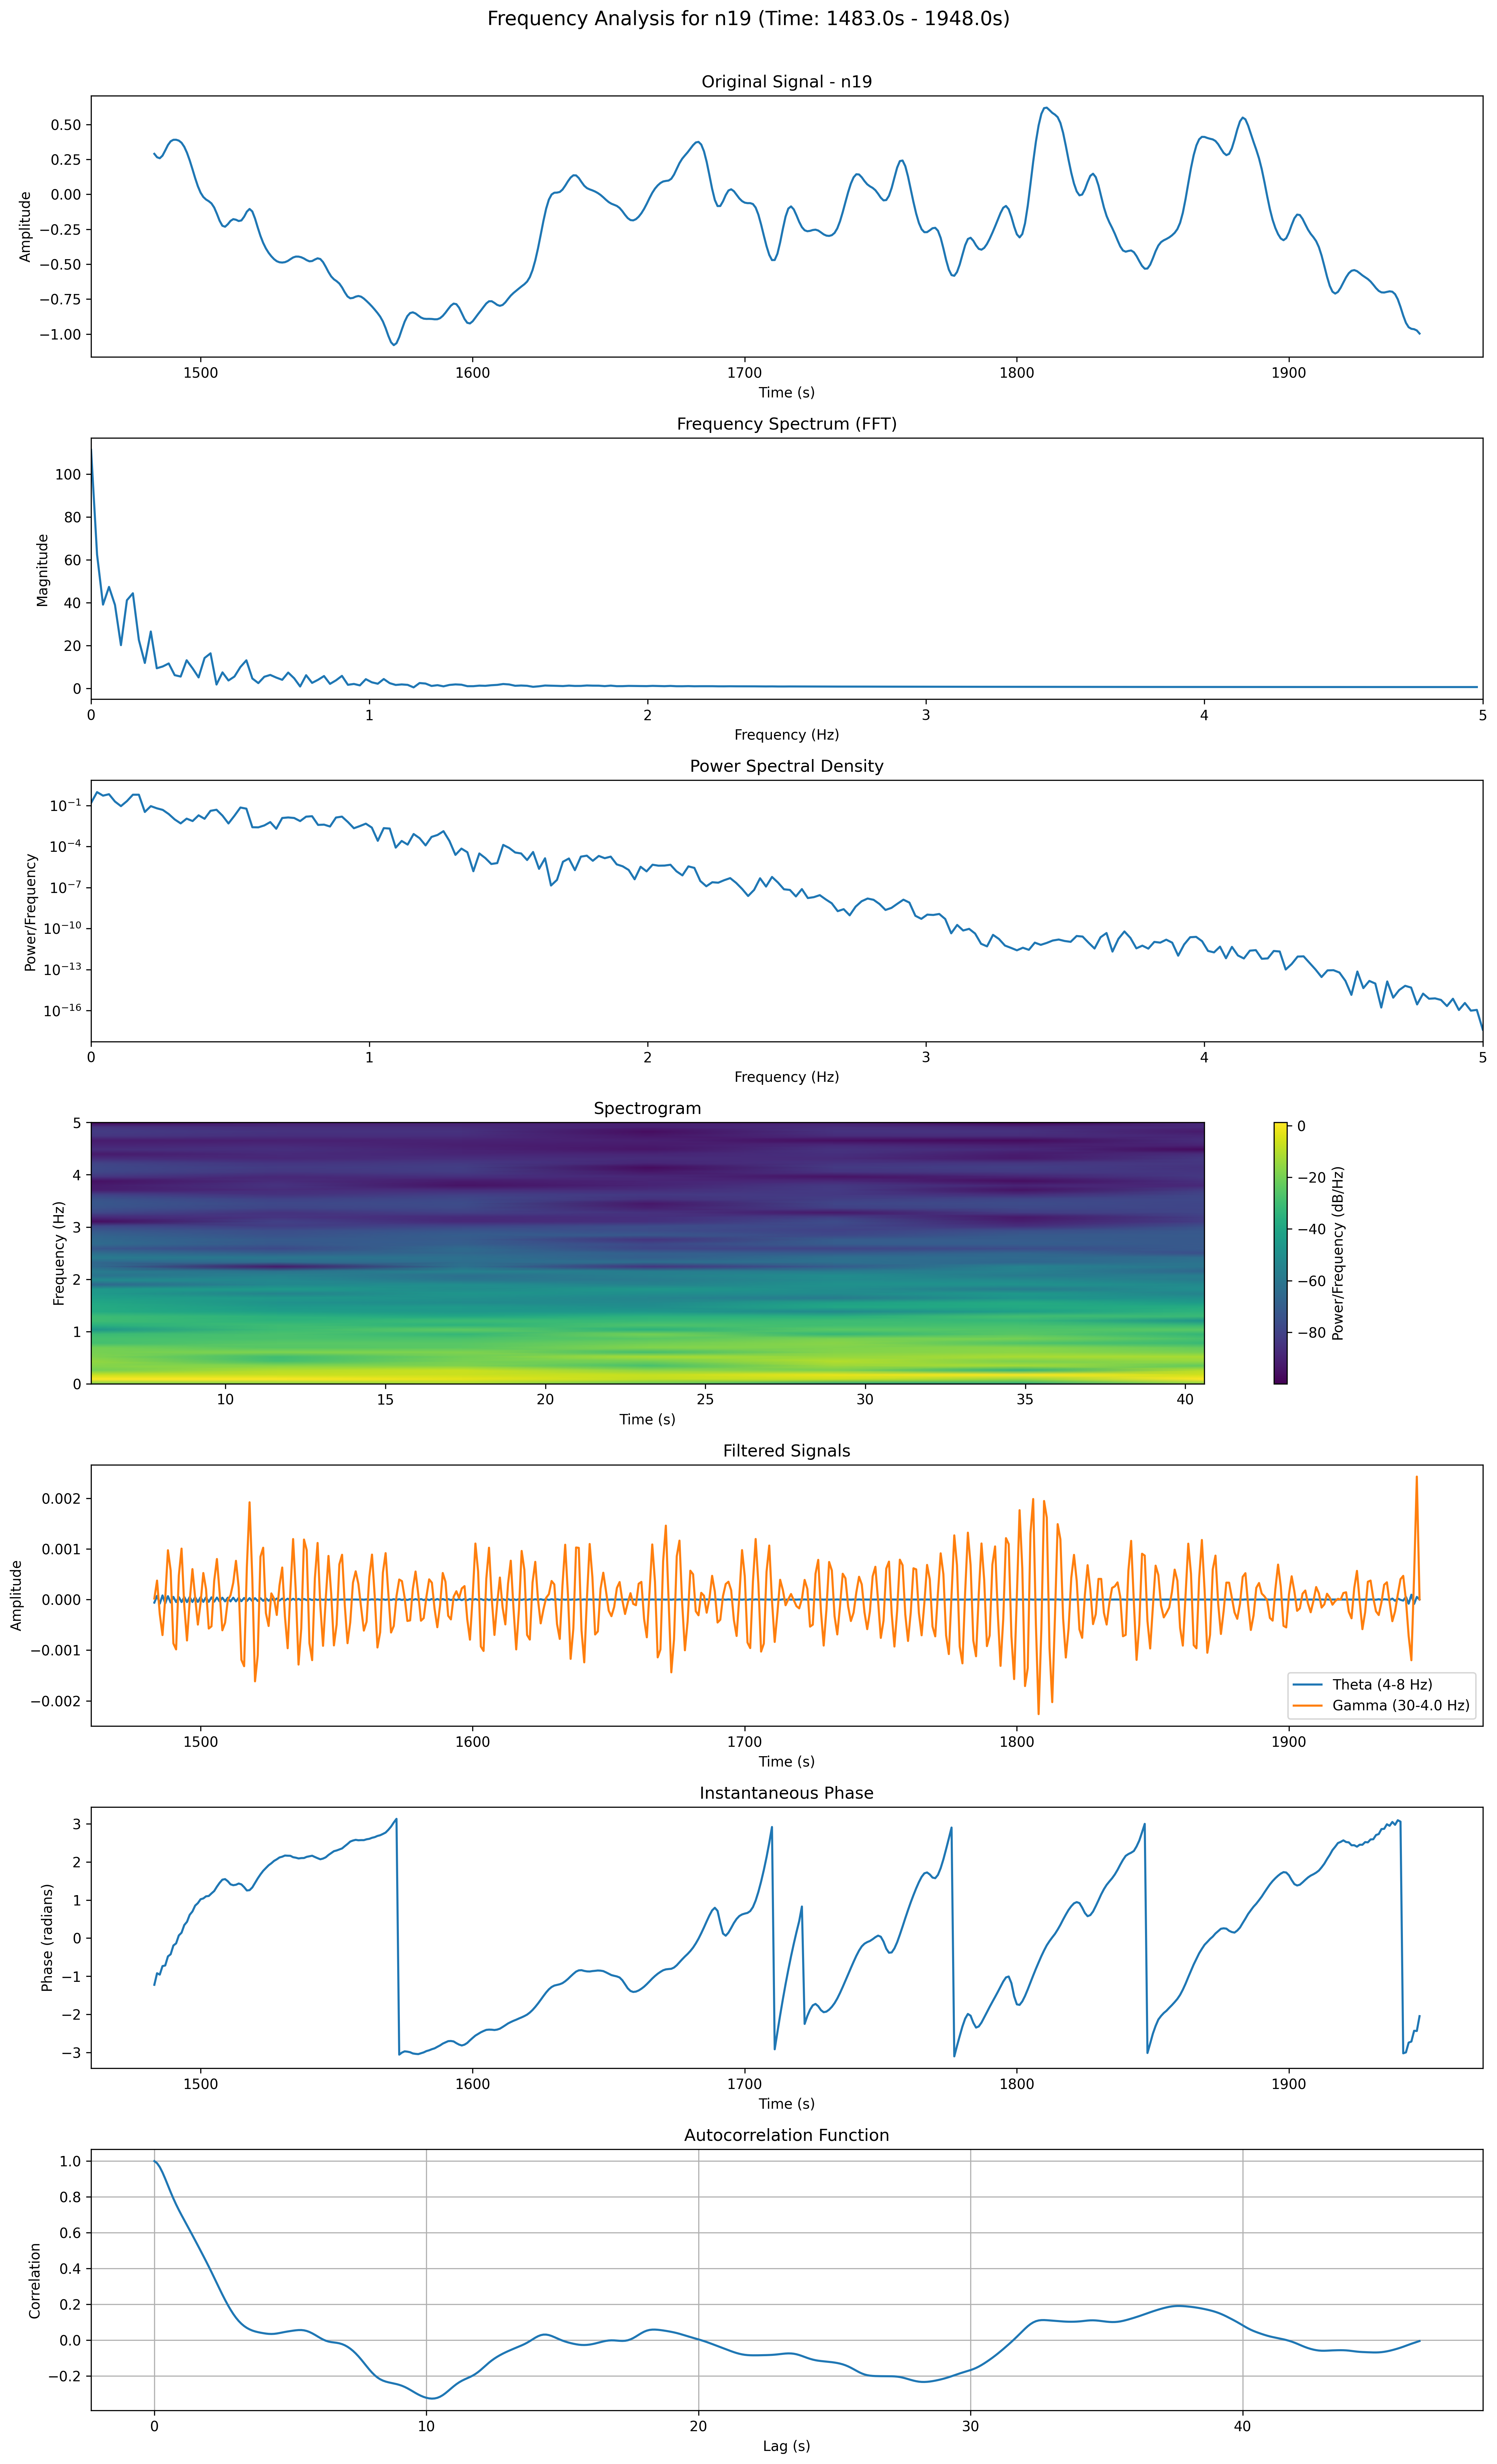 Frequency Analysis for n19 (Time: 1483.0s - 1948.0s)
Original Signal - n19
Amplitude
0.50
0.25
0.00
−0.25
−0.50
−0.75
−1.00
1500 1600 1700 1800 1900
Time (s)
Frequency Spectrum (FFT)
Magnitude
100
80
60
40
20
0
0 1 2 3 4 5
Frequency (Hz)
Power Spectral Density
Power/Frequency
10⁻¹
10⁻⁴
10⁻⁷
10⁻¹⁰
10⁻¹³
10⁻¹⁶
0 1 2 3 4 5
Frequency (Hz)
Spectrogram
Frequency (Hz)
5
4
3
2
1
0
10 15 20 25 30 35 40
Time (s)
0
−20
−40
−60
−80
Power/Frequency (dB/Hz)
Filtered Signals
Amplitude
0.002
0.001
0.000
−0.001
−0.002
Theta (4-8 Hz)
Gamma (30-4.0 Hz)
1500 1600 1700 1800 1900
Time (s)
Instantaneous Phase
Phase (radians)
3
2
1
0
−1
−2
−3
1500 1600 1700 1800 1900
Time (s)
Autocorrelation Function
Correlation
1.0
0.8
0.6
0.4
0.2
0.0
−0.2
0 10 20 30 40
Lag (s)